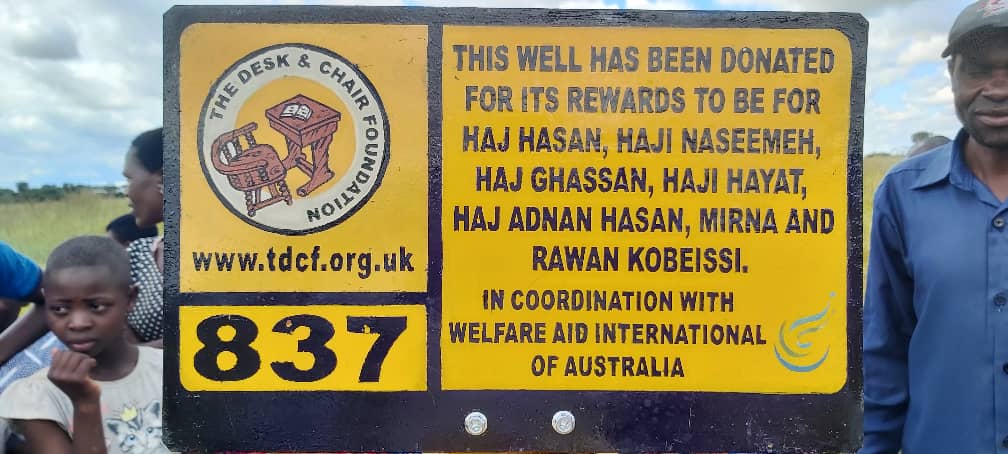 THE DESK & CHAIR FOUNDATION
www.tdcf.org.uk
837
THIS WELL HAS BEEN DONATED
FOR ITS REWARDS TO BE FOR
HAJ HASAN, HAJI NASEEMEH,
HAJ GHASSAN, HAJI HAYAT,
HAJ ADNAN HASAN, MIRNA AND
RAWAN KOBEISSI.
IN COORDINATION WITH
WELFARE AID INTERNATIONAL
OF AUSTRALIA